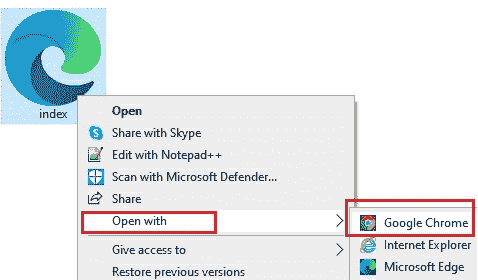 index
Open
Share with Skype
Edit with Notepad++
Scan with Microsoft Defender...
Share
Open with
Give access to
Restore previous versions
Google Chrome
Internet Explorer
Microsoft Edge